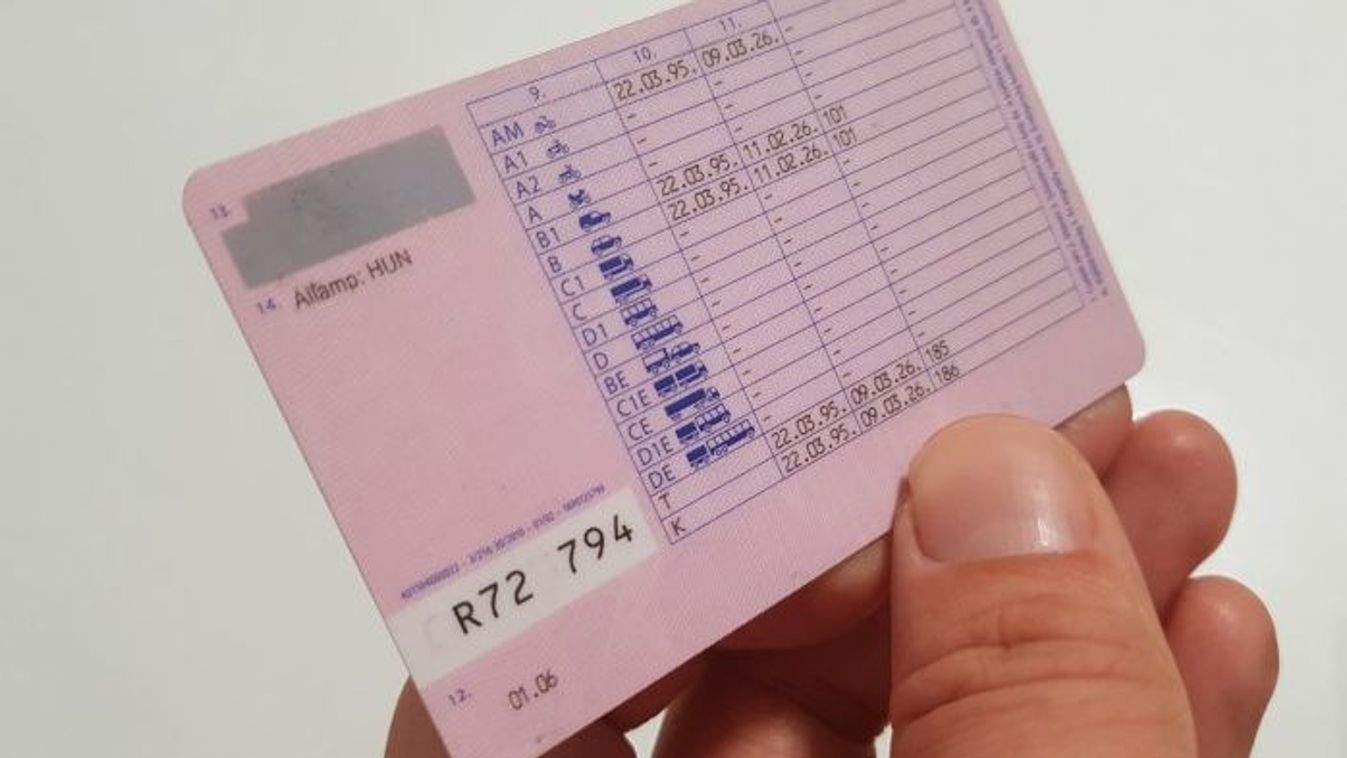 9. 10. 11.
AM 22.03.95. 09.03.26. -
A1 - - -
A2 - - -
A - - -
B1 22.03.95. 11.02.26. 101
B 22.03.95. 11.02.26. 101
C1 - - -
C - - -
D1 - - -
D - - -
BE - - -
C1E - - -
CE - - -
D1E - - -
DE - - -
T 22.03.95. 09.03.26. 185
K 22.03.95. 09.03.26. 186
13.
14. Államp: HUN
R72 794
12. 01.06